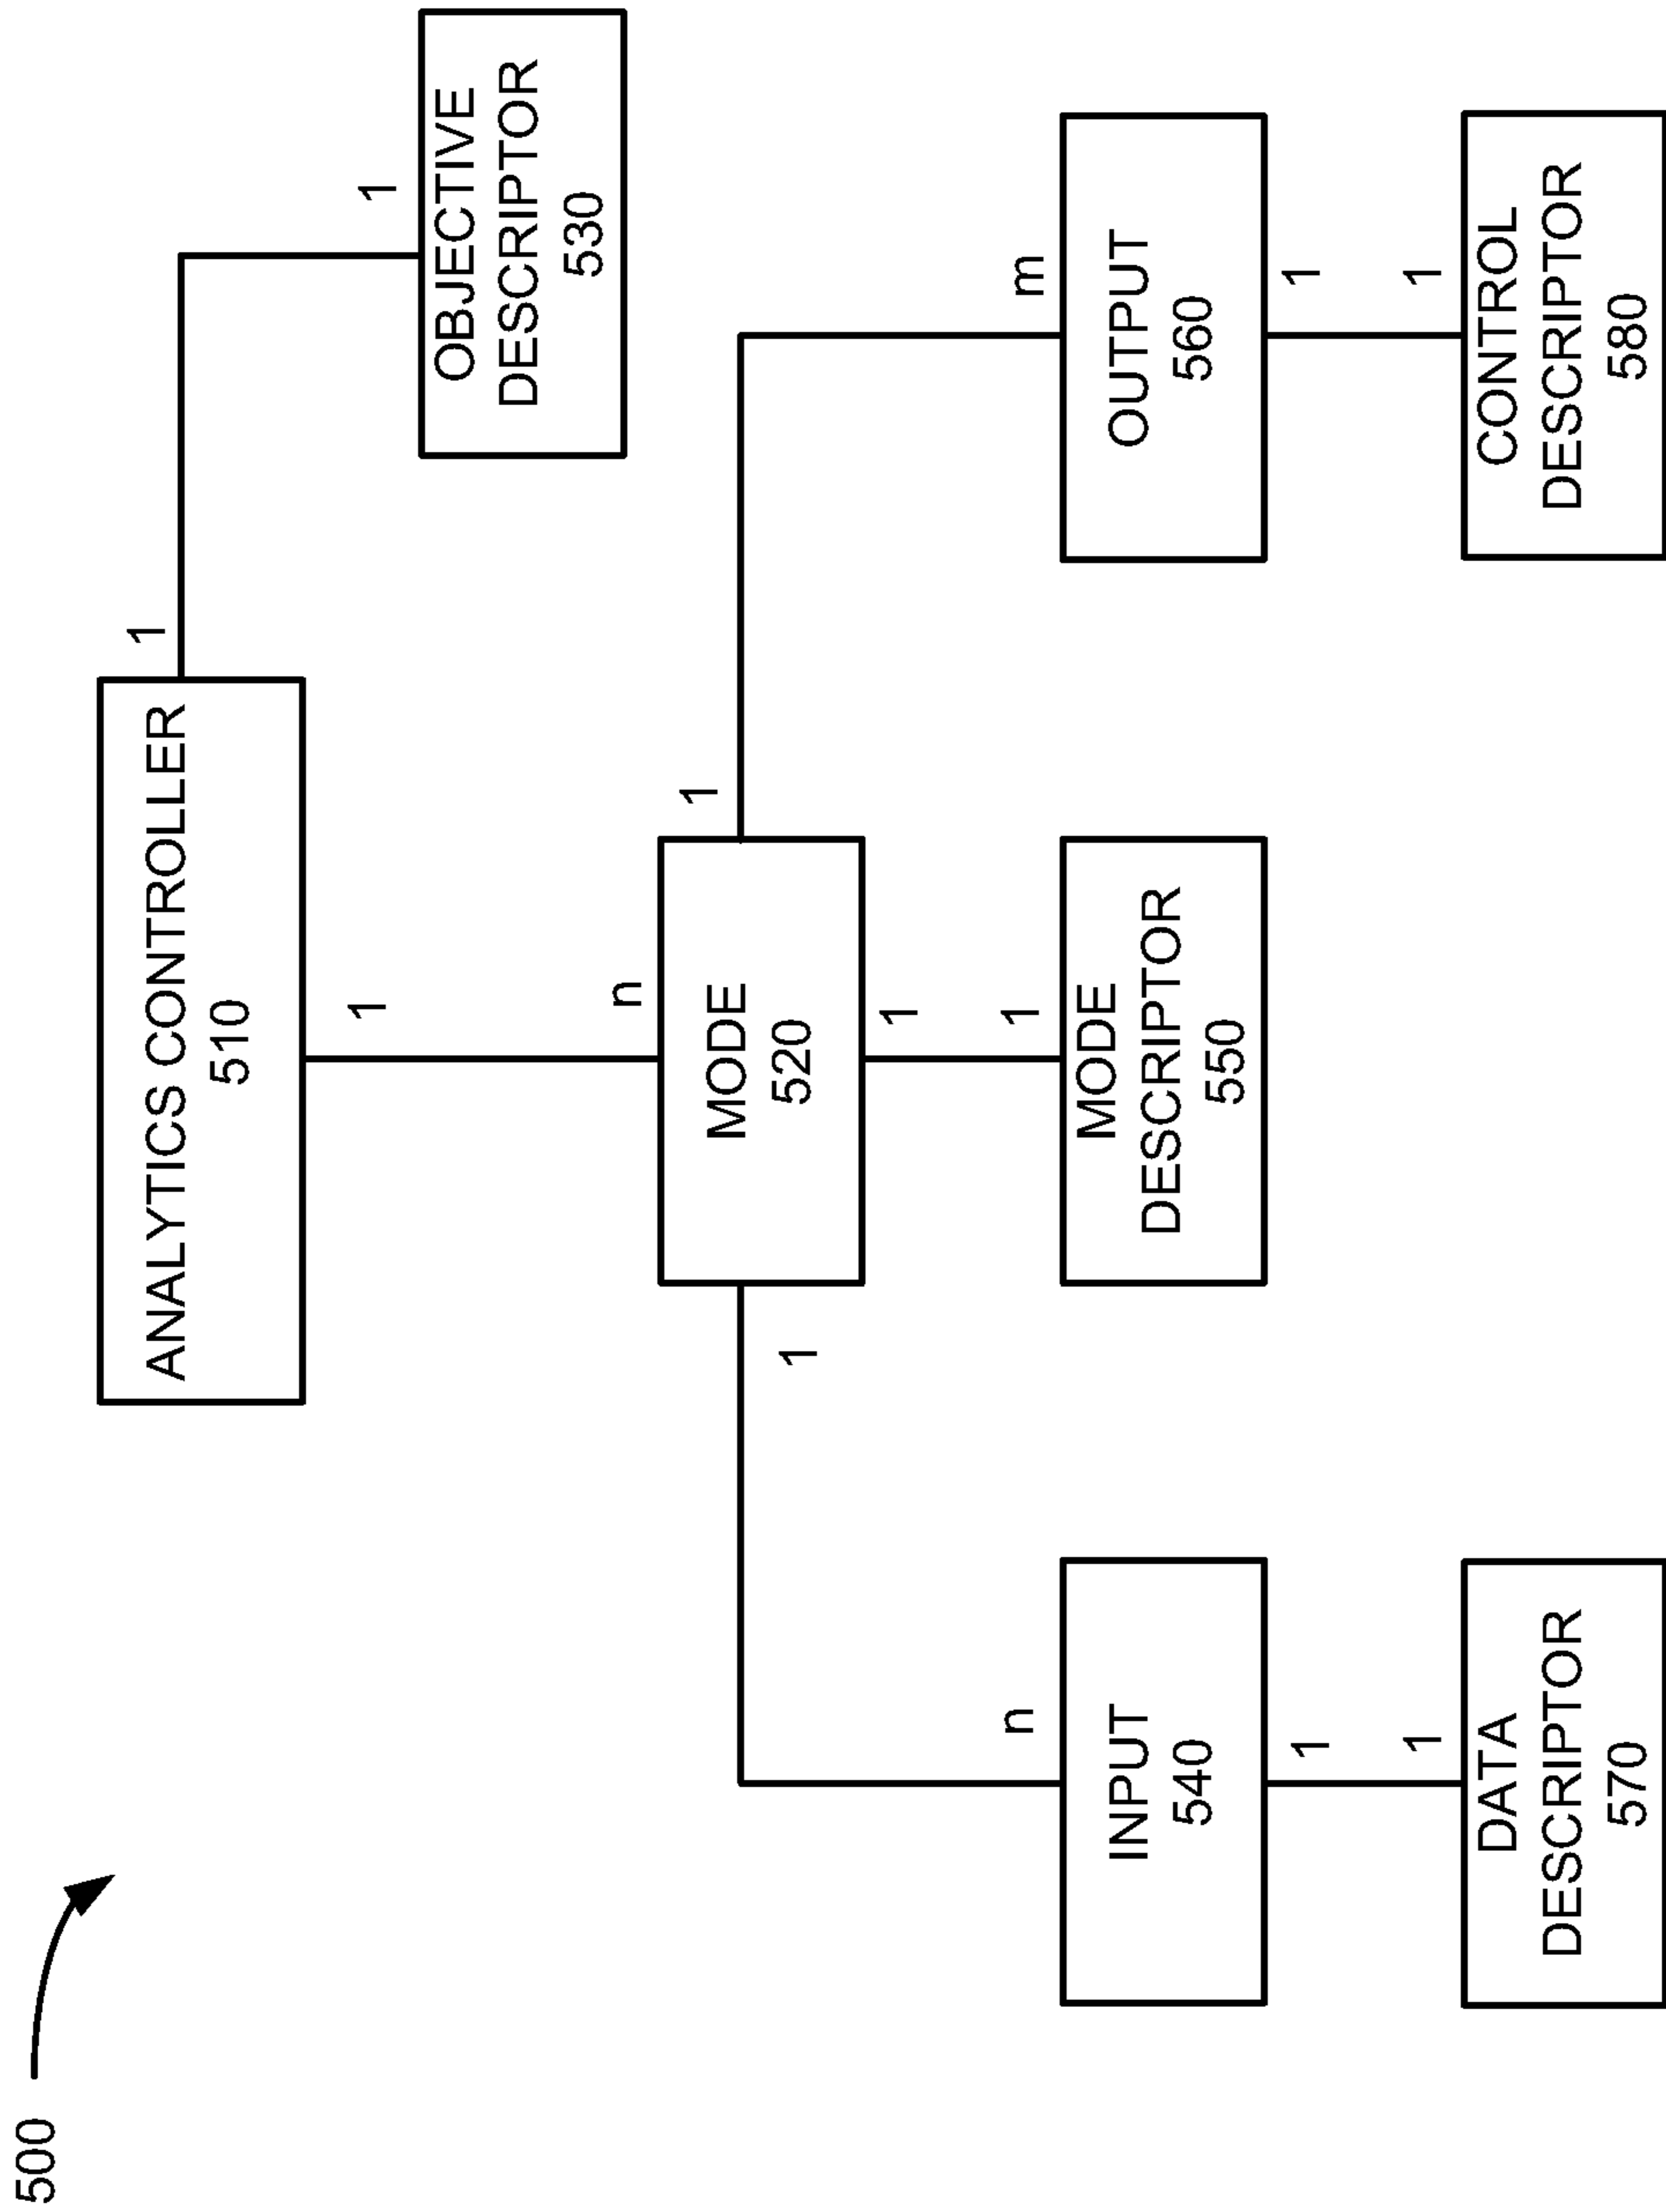 500
ANALYTICS CONTROLLER
510
1
1
1
OBJECTIVE
DESCRIPTOR
530
n
MODE
520
1
1
1
n
1
m
INPUT
540
MODE
DESCRIPTOR
550
OUTPUT
560
1
1
1
1
DATA
DESCRIPTOR
570
CONTROL
DESCRIPTOR
580